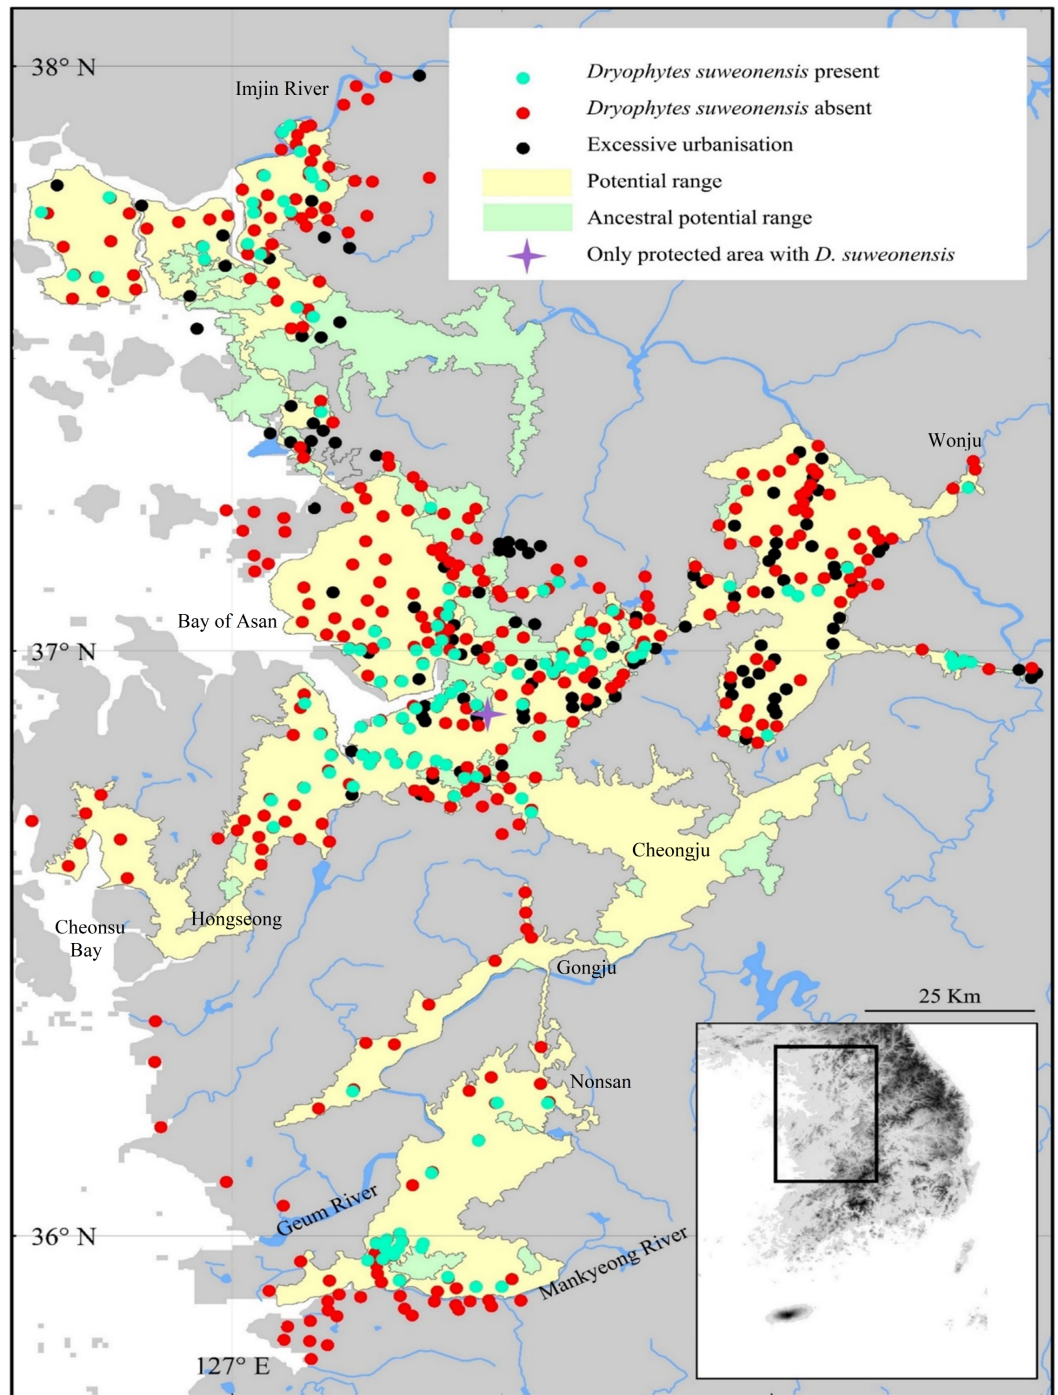 38° N
Imjin River
Dryophytes suweonensis present
Dryophytes suweonensis absent
Excessive urbanisation
Potential range
Ancestral potential range
Only protected area with D. suweonensis
Wonju
Bay of Asan
37° N
Cheongju
Hongseong
Cheonsu
Bay
Gongju
25 Km
Nonsan
Geum River
36° N
Mankyeong River
127° E